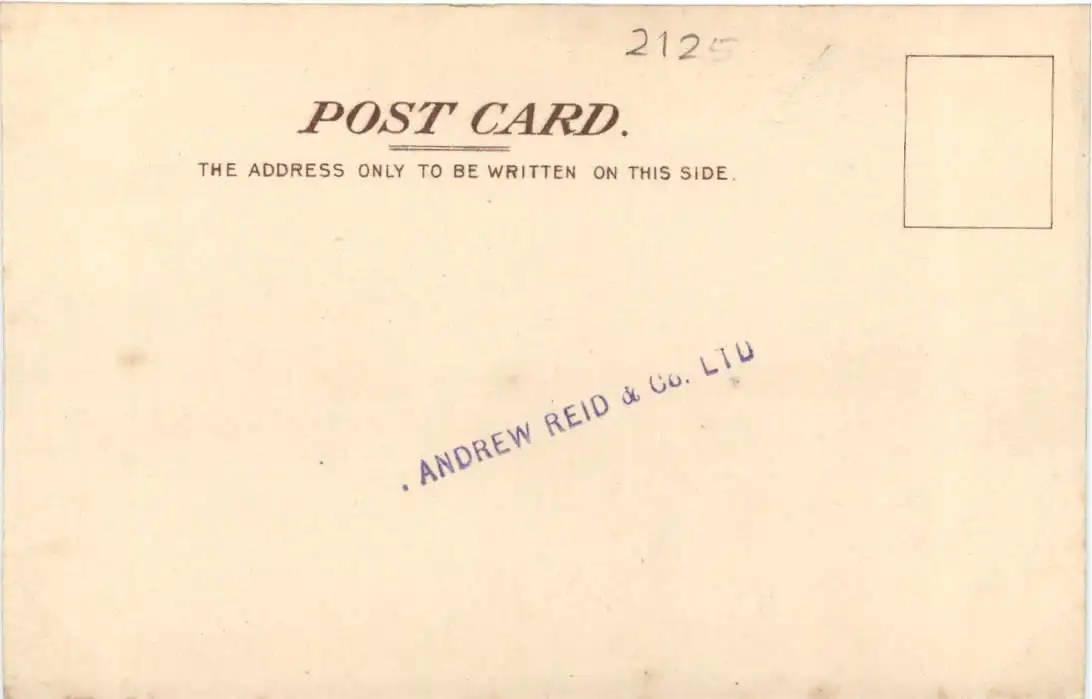 2125
POST CARD.
THE ADDRESS ONLY TO BE WRITTEN ON THIS SIDE.
. ANDREW REID & Co. LTD